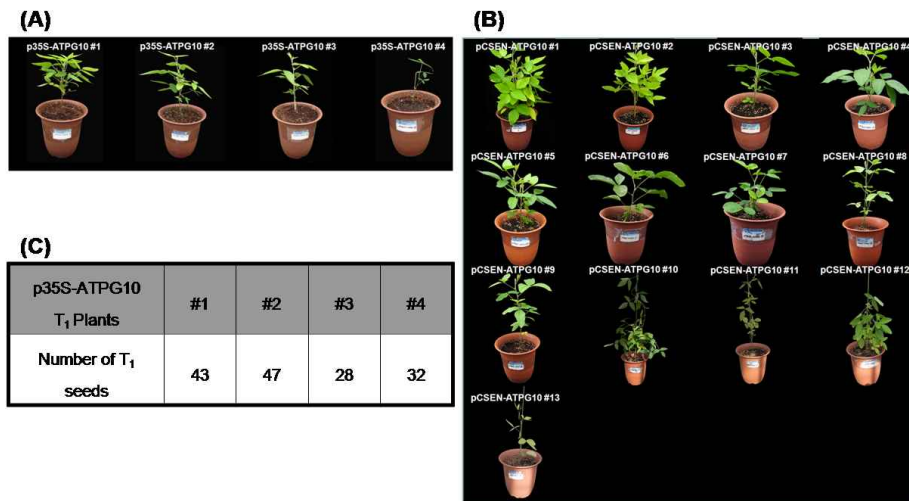 (A)
p35S-ATPG10 #1 p35S-ATPG10 #2 p35S-ATPG10 #3 p35S-ATPG10 #4
(B)
pCSEN-ATPG10 #1 pCSEN-ATPG10 #2 pCSEN-ATPG10 #3 pCSEN-ATPG10 #4
pCSEN-ATPG10 #5 pCSEN-ATPG10 #6 pCSEN-ATPG10 #7 pCSEN-ATPG10 #8
pCSEN-ATPG10 #9 pCSEN-ATPG10 #10 pCSEN-ATPG10 #11 pCSEN-ATPG10 #12
pCSEN-ATPG10 #13
(C)
p35S-ATPG10 T1 Plants #1 #2 #3 #4
Number of T1 seeds 43 47 28 32